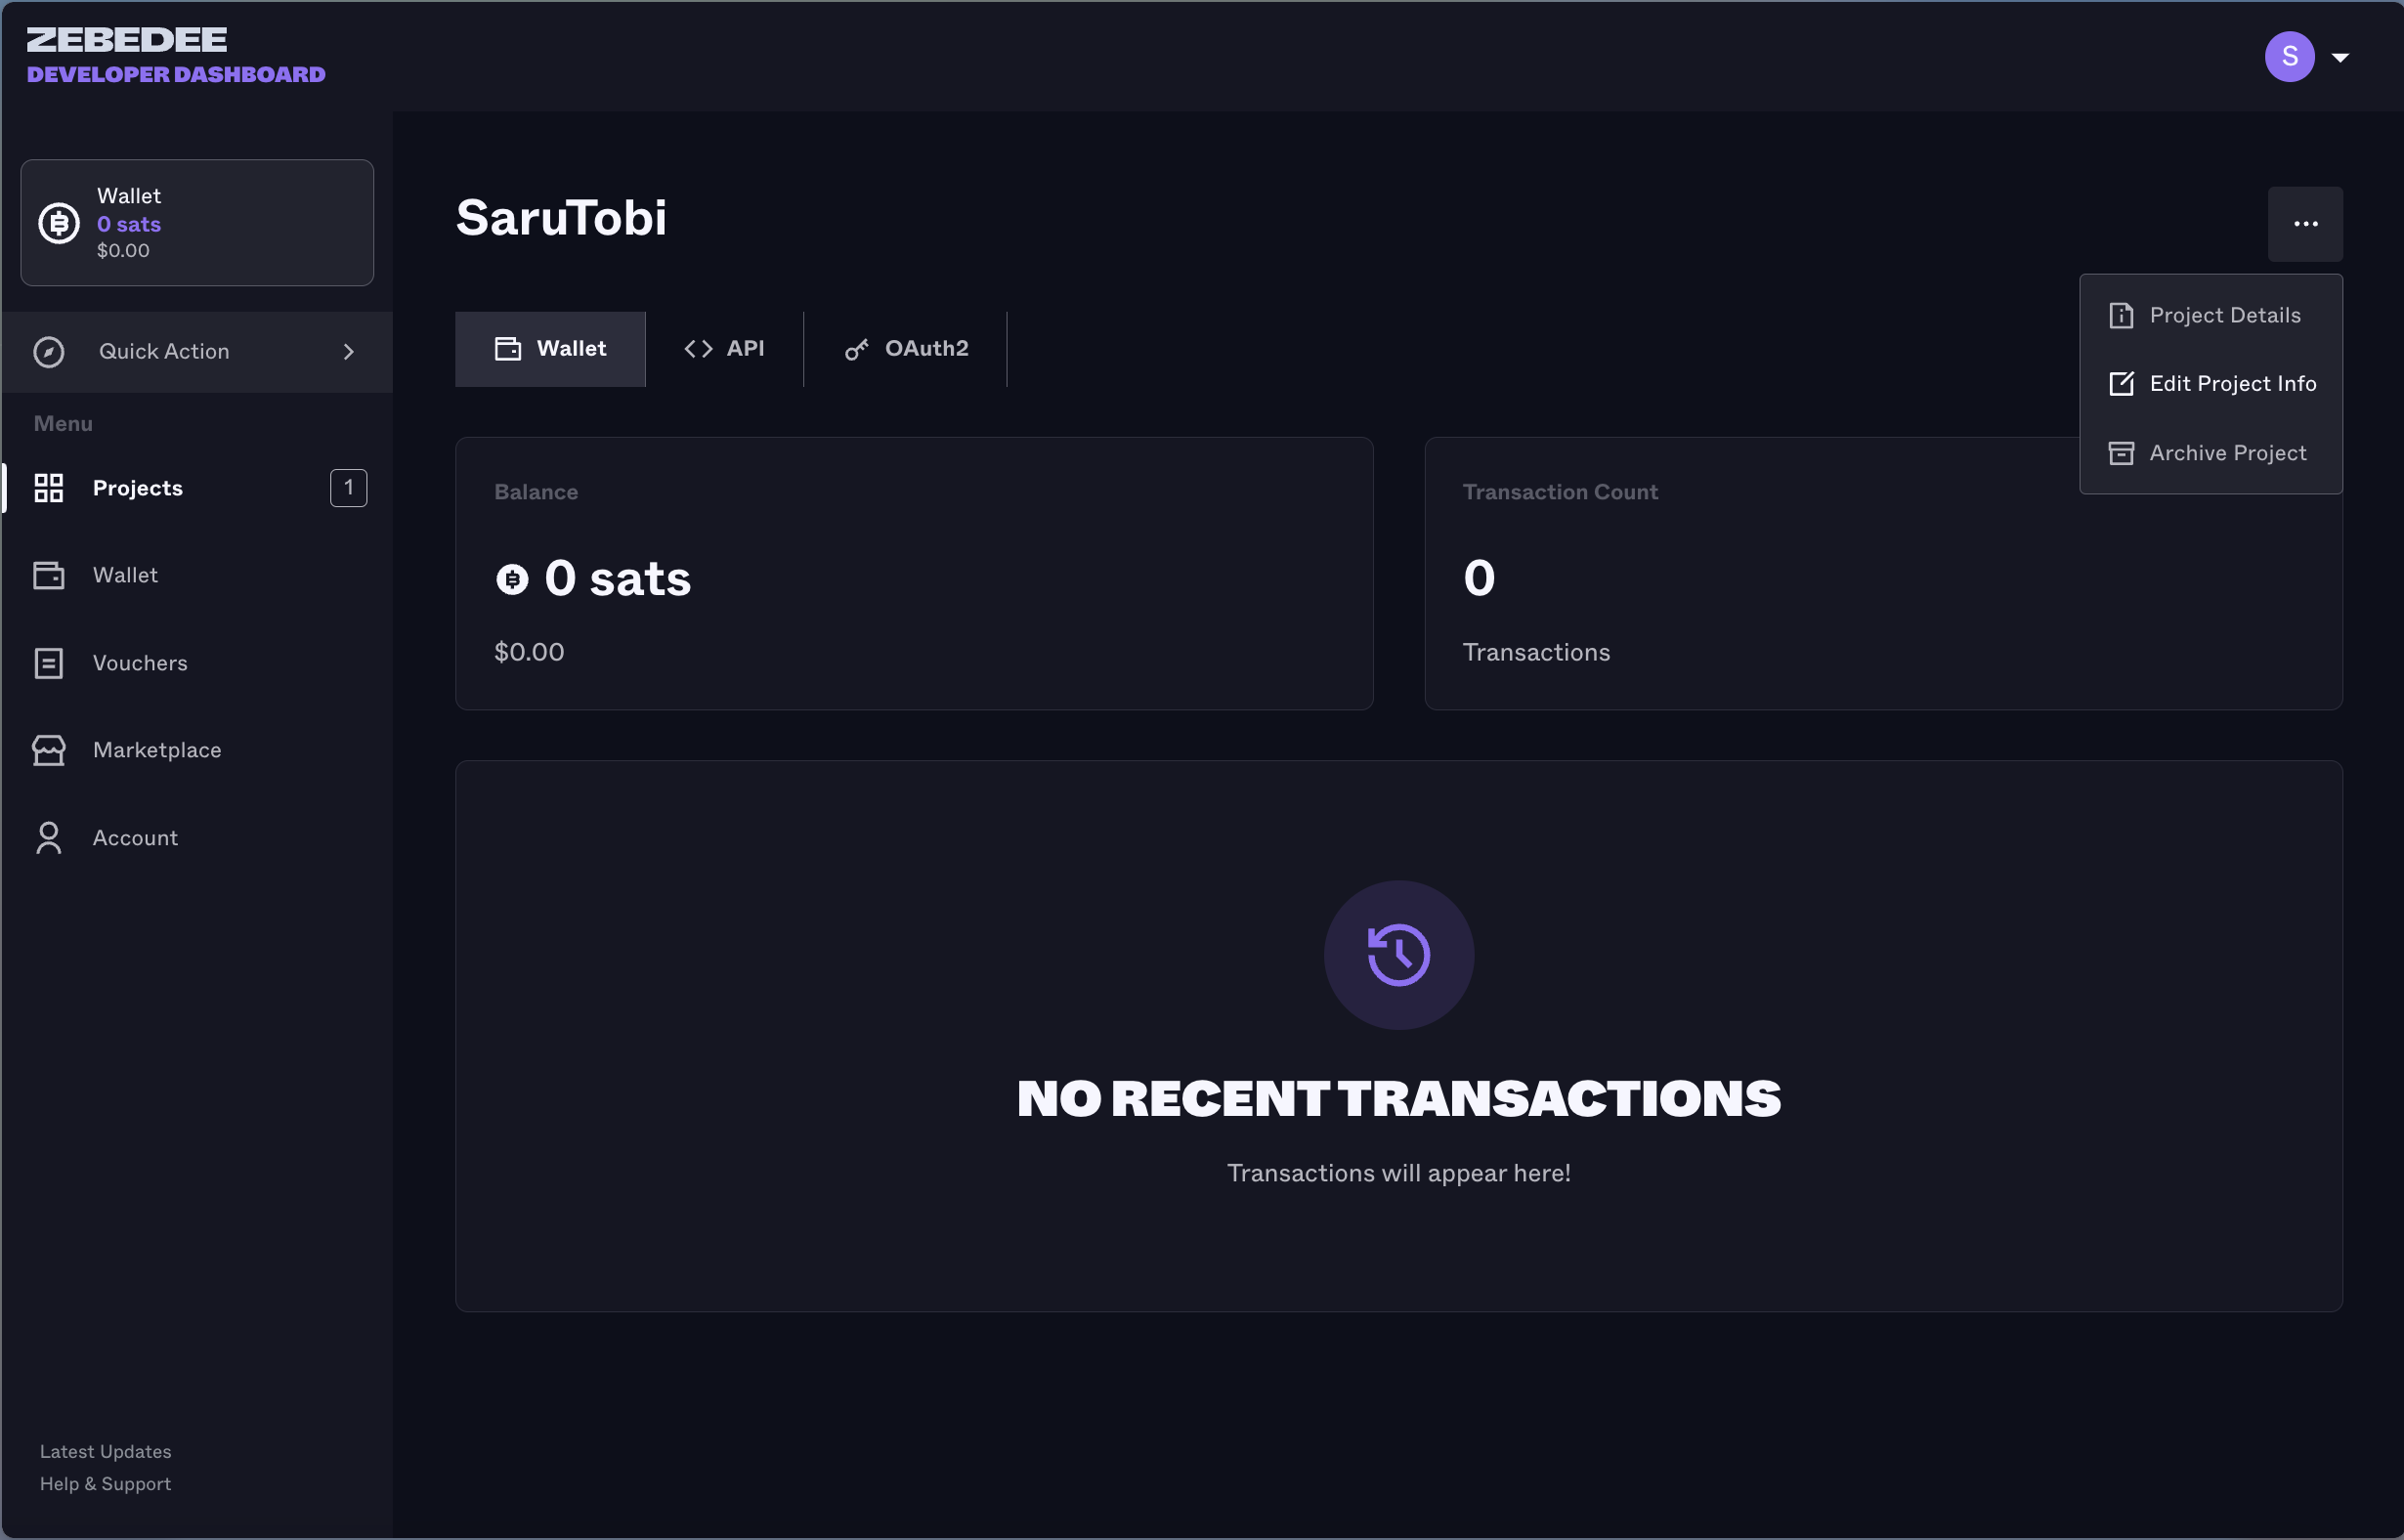 ZEBEDEE
DEVELOPER DASHBOARD
S
Wallet
0 sats
$0.00
Quick Action
Menu
Projects
1
Wallet
Vouchers
Marketplace
Account
Latest Updates
Help & Support
SaruTobi
Wallet
API
OAuth2
Project Details
Edit Project Info
Archive Project
Balance
0 sats
$0.00
Transaction Count
0
Transactions
NO RECENT TRANSACTIONS
Transactions will appear here!